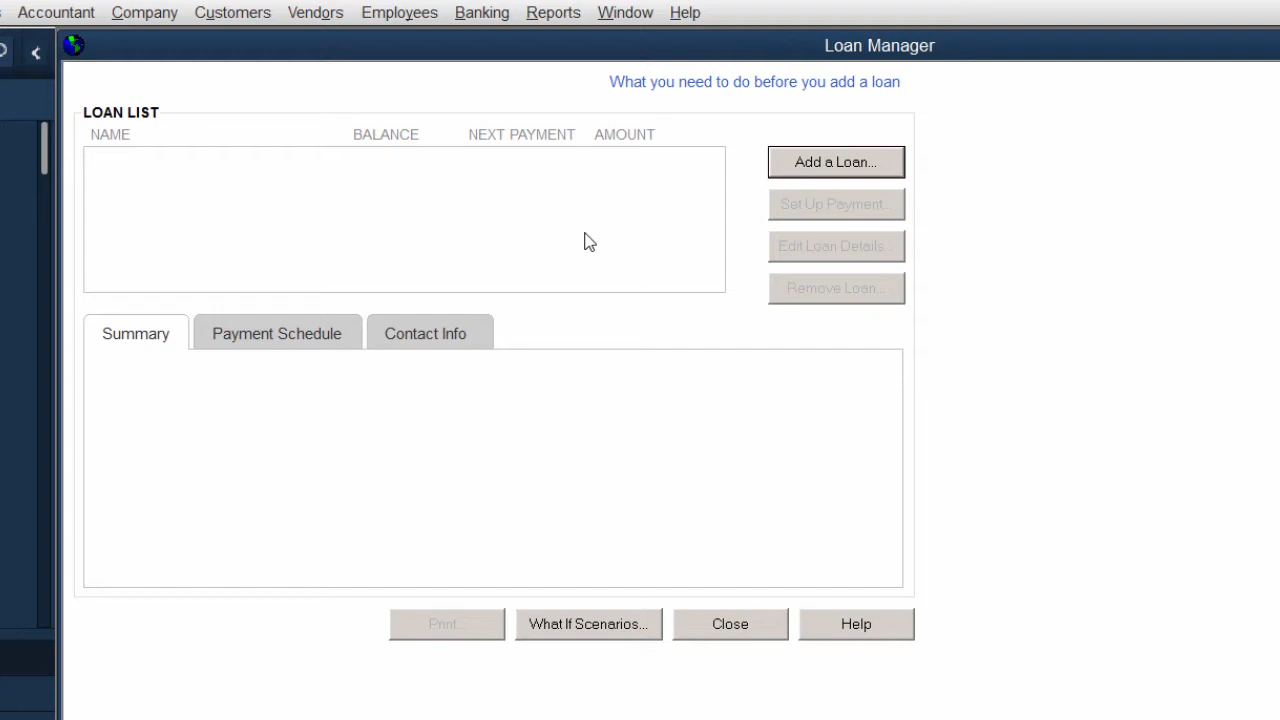 Accountant Company Customers Vendors Employees Banking Reports Window Help
Loan Manager
What you need to do before you add a loan
LOAN LIST
NAME BALANCE NEXT PAYMENT AMOUNT
Add a Loan...
Set Up Payment...
Edit Loan Details...
Remove Loan...
Summary Payment Schedule Contact Info
Print... What If Scenarios... Close Help